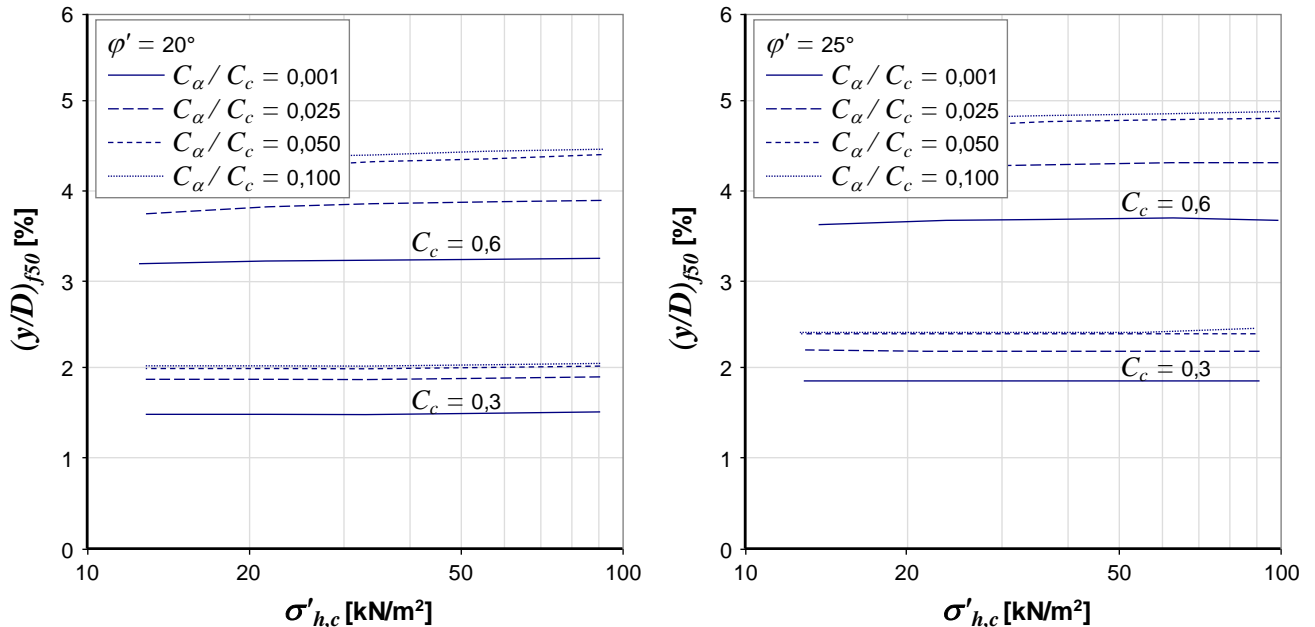 6
5
4
3
2
1
0
(y/D)f50 [%]
φ' = 20°
Cα / Cc = 0,001
Cα / Cc = 0,025
Cα / Cc = 0,050
Cα / Cc = 0,100
Cc = 0,6
Cc = 0,3
10 20 50 100
σ'h,c [kN/m²]
6
5
4
3
2
1
0
(y/D)f50 [%]
φ' = 25°
Cα / Cc = 0,001
Cα / Cc = 0,025
Cα / Cc = 0,050
Cα / Cc = 0,100
Cc = 0,6
Cc = 0,3
10 20 50 100
σ'h,c [kN/m²]